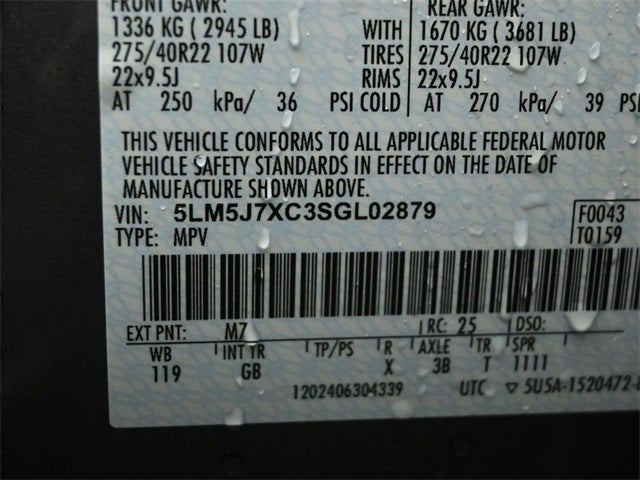 FRONT GAWR: REAR GAWR:
1336 KG ( 2945 LB) WITH 1670 KG ( 3681 LB)
275/40R22 107W TIRES 275/40R22 107W
22x9.5J RIMS 22x9.5J
AT 250 kPa/ 36 PSI COLD AT 270 kPa/ 39 PSI
THIS VEHICLE CONFORMS TO ALL APPLICABLE FEDERAL MOTOR
VEHICLE SAFETY STANDARDS IN EFFECT ON THE DATE OF
MANUFACTURE SHOWN ABOVE.
VIN: 5LM5J7XC3SGL02879 F0043
TYPE: MPV T0159
EXT PNT: M7 RC: 25 DSO:
WB INT TR TP/PS R AXLE TR SPR
119 GB X 3B T 1111
1202406304339 UTC ▽ 5U5A-1520472-